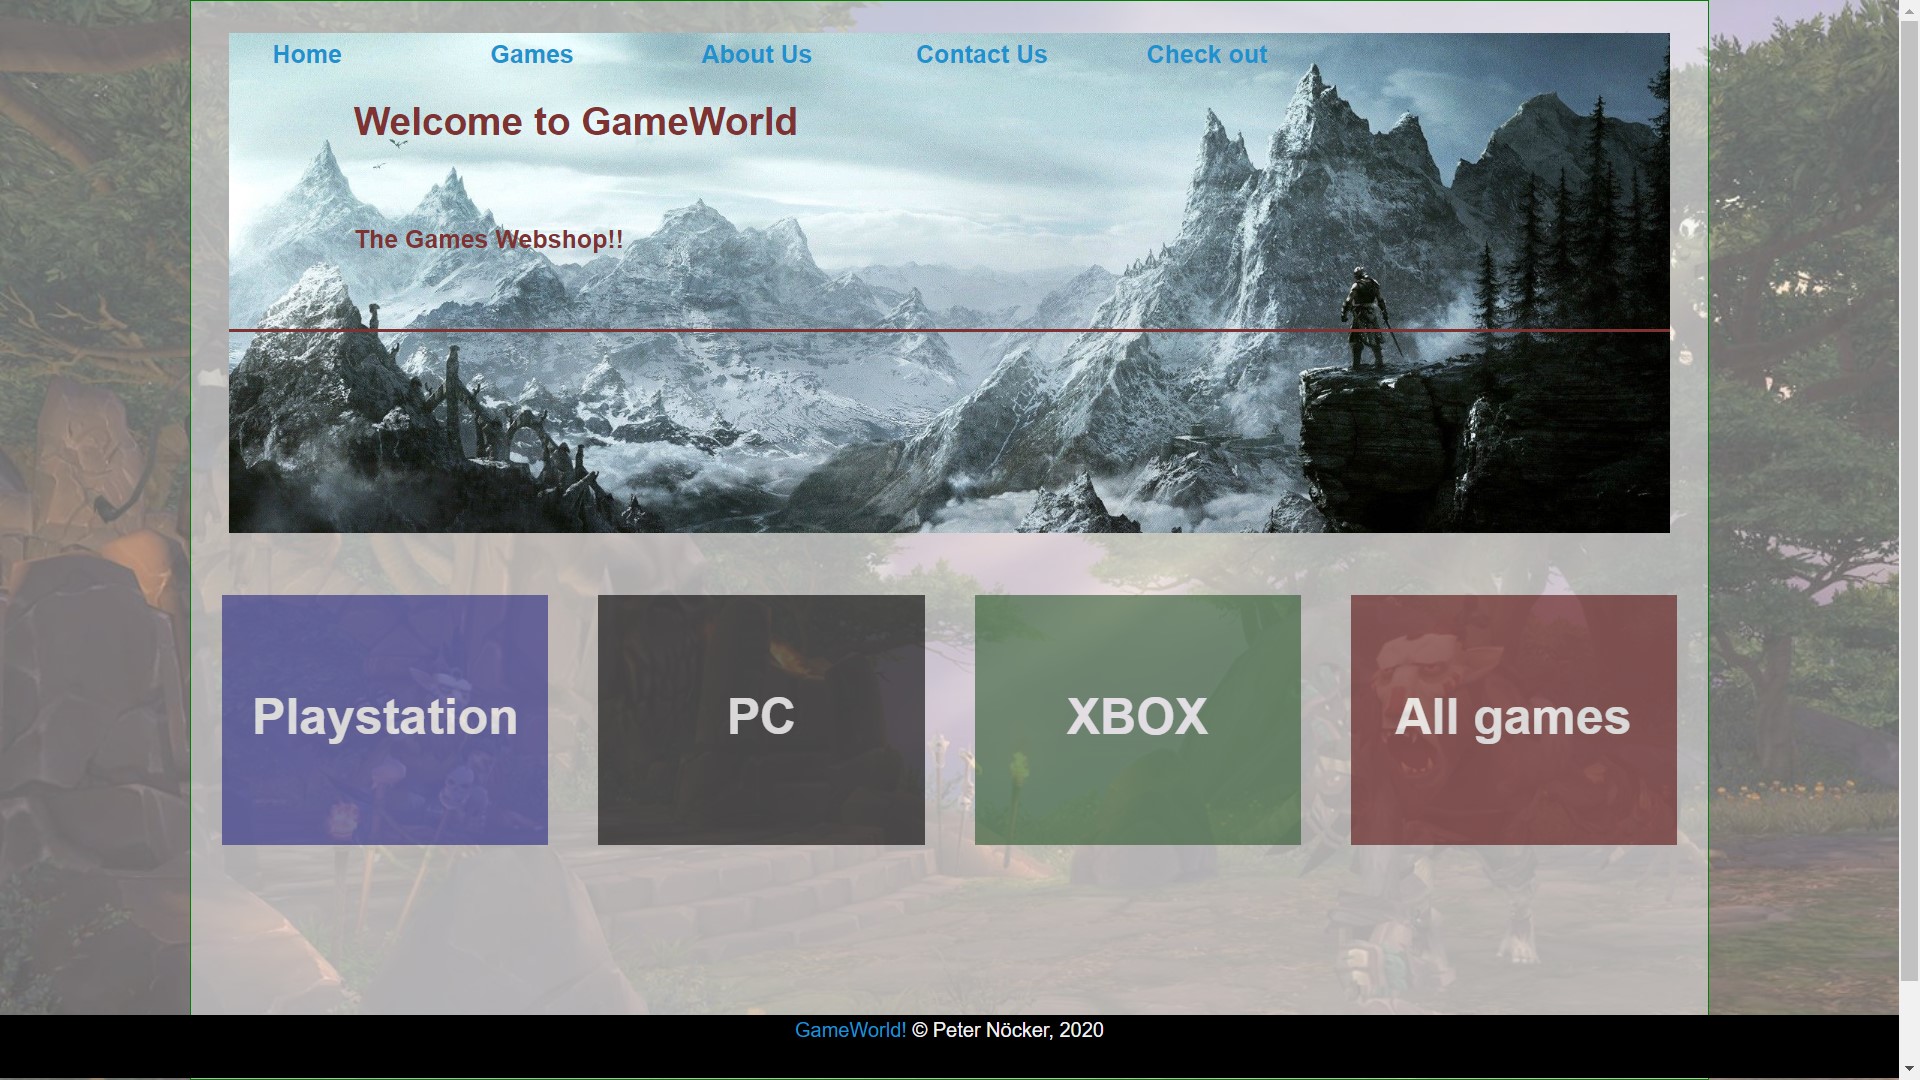 Home Games About Us Contact Us Check out
Welcome to GameWorld
The Games Webshop!!
Playstation PC XBOX All games
GameWorld! © Peter Nöcker, 2020